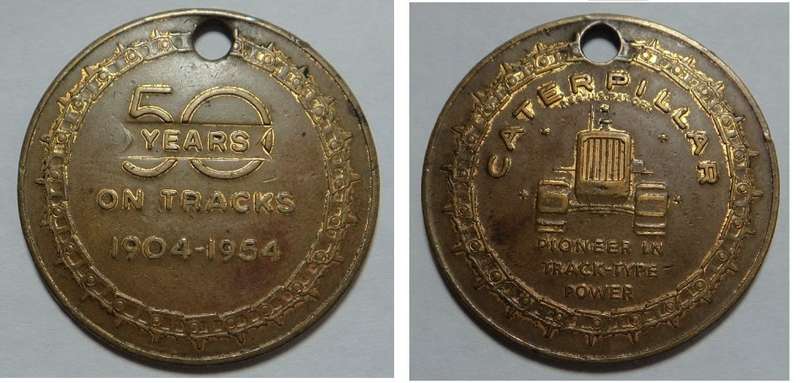 50
YEARS
ON TRACKS
1904-1954
CATERPILLAR
PIONEER IN
TRACK-TYPE
POWER